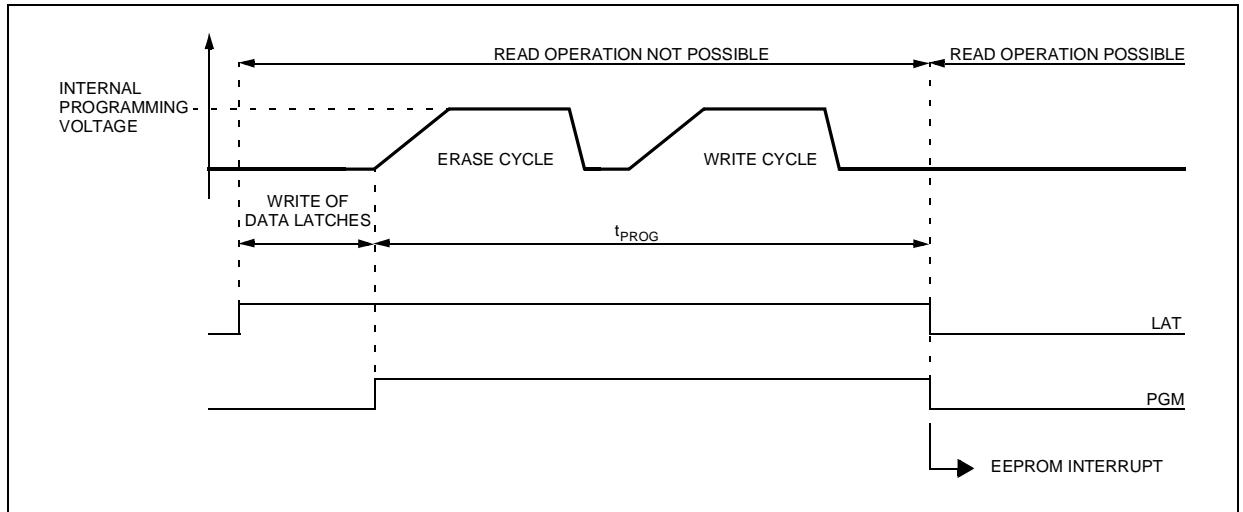 READ OPERATION NOT POSSIBLE
READ OPERATION POSSIBLE
INTERNAL
PROGRAMMING
VOLTAGE
ERASE CYCLE
WRITE CYCLE
WRITE OF
DATA LATCHES
tPROG
LAT
PGM
EEPROM INTERRUPT